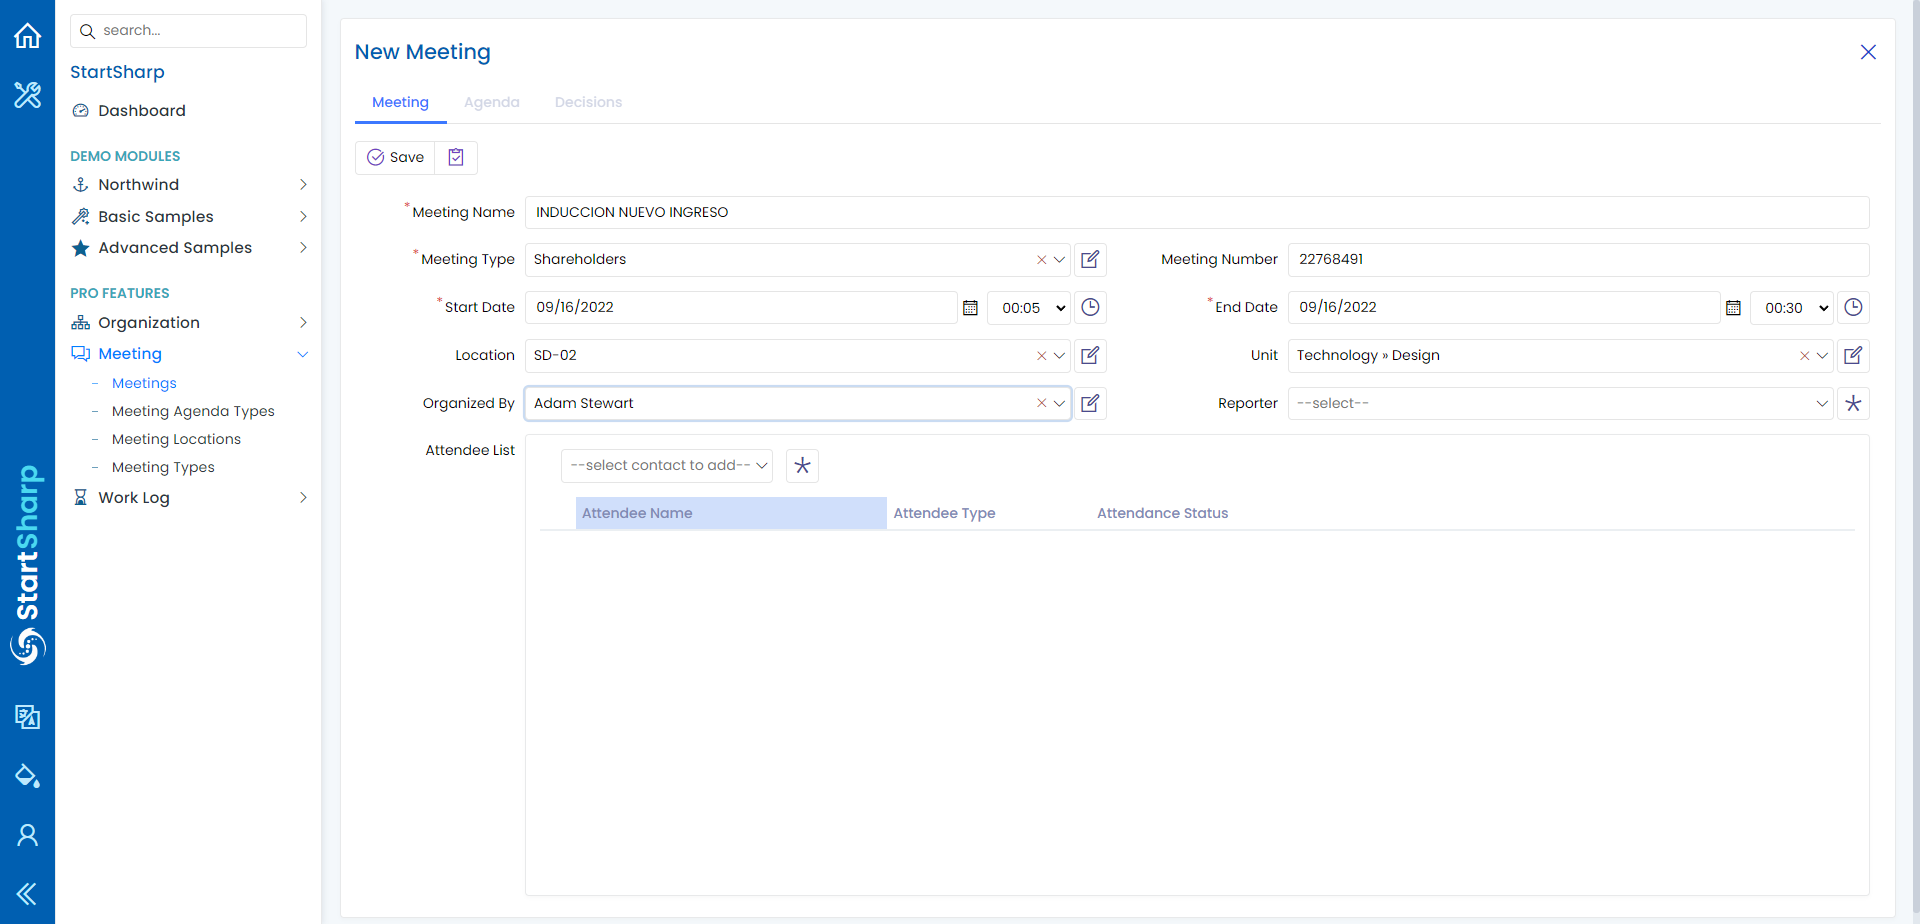 search...
StartSharp
Dashboard
DEMO MODULES
Northwind
Basic Samples
Advanced Samples
PRO FEATURES
Organization
Meeting
- Meetings
- Meeting Agenda Types
- Meeting Locations
- Meeting Types
Work Log
StartSharp
New Meeting
Meeting Agenda Decisions
Save
*Meeting Name INDUCCION NUEVO INGRESO
*Meeting Type Shareholders Meeting Number 22768491
*Start Date 09/16/2022 00:05 *End Date 09/16/2022 00:30
Location SD-02 Unit Technology » Design
Organized By Adam Stewart Reporter --select--
Attendee List
--select contact to add--
Attendee Name Attendee Type Attendance Status